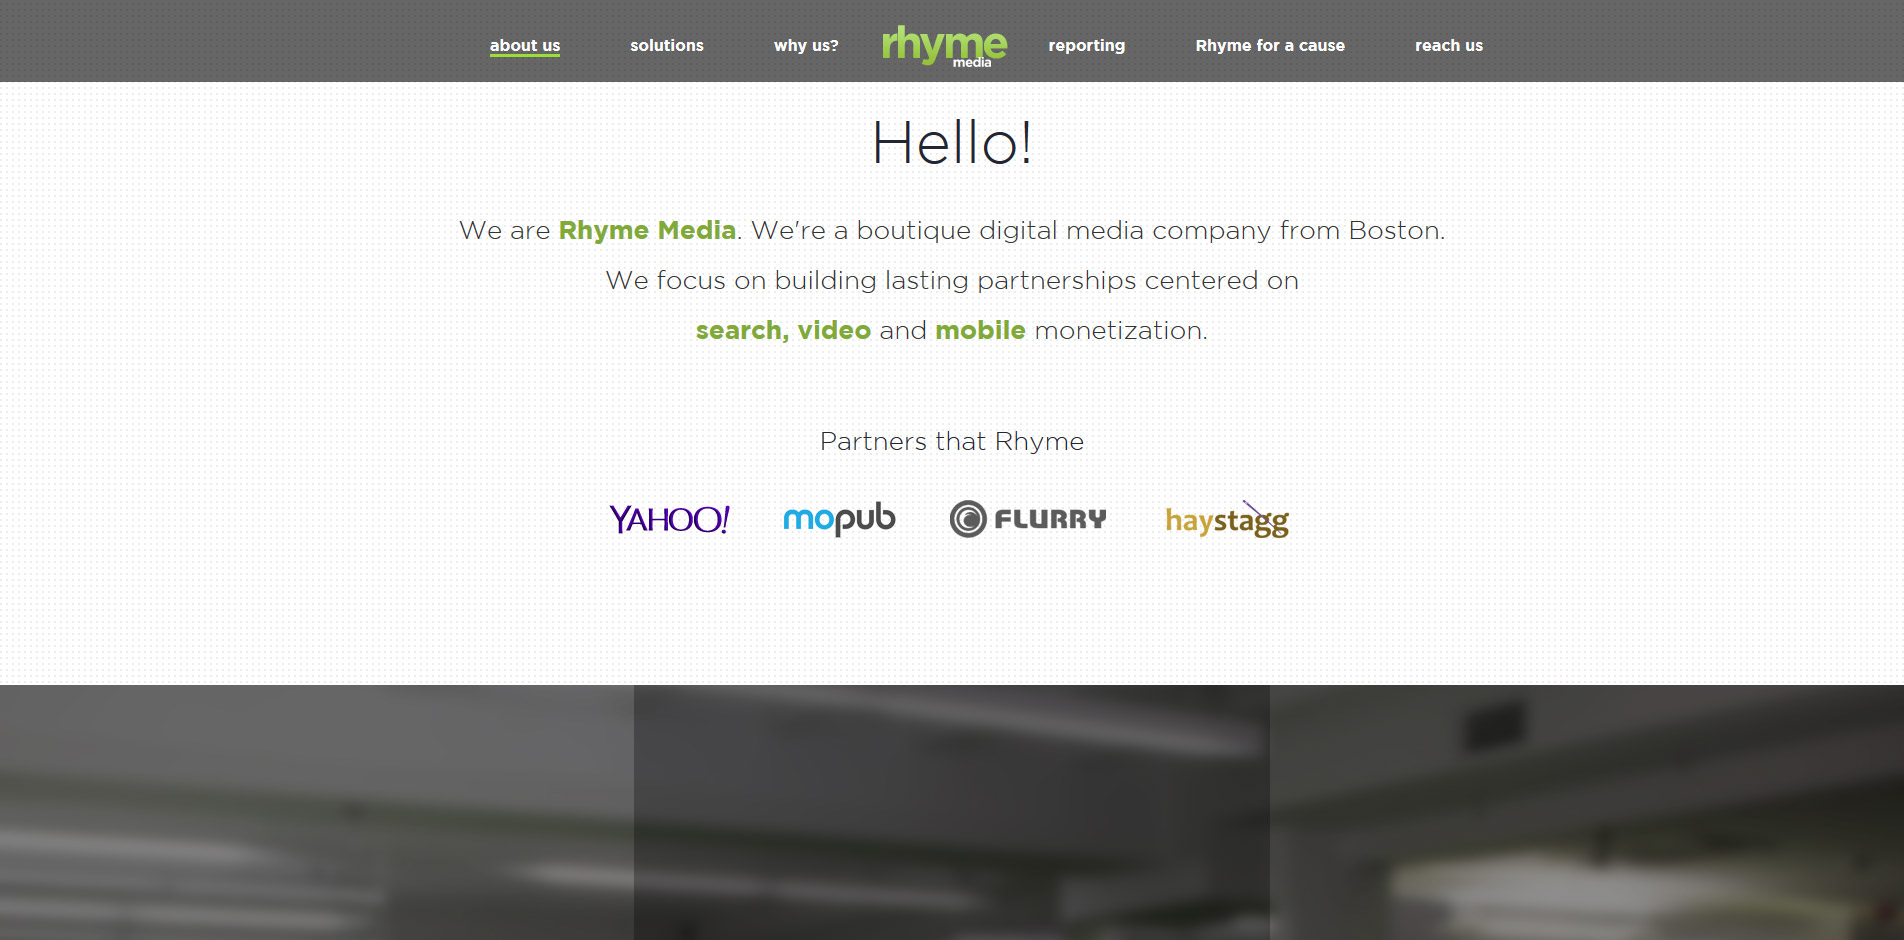 about us solutions why us? rhyme media reporting Rhyme for a cause reach us
Hello!
We are Rhyme Media. We're a boutique digital media company from Boston.
We focus on building lasting partnerships centered on
search, video and mobile monetization.
Partners that Rhyme
YAHOO! mopub FLURRY haystagg